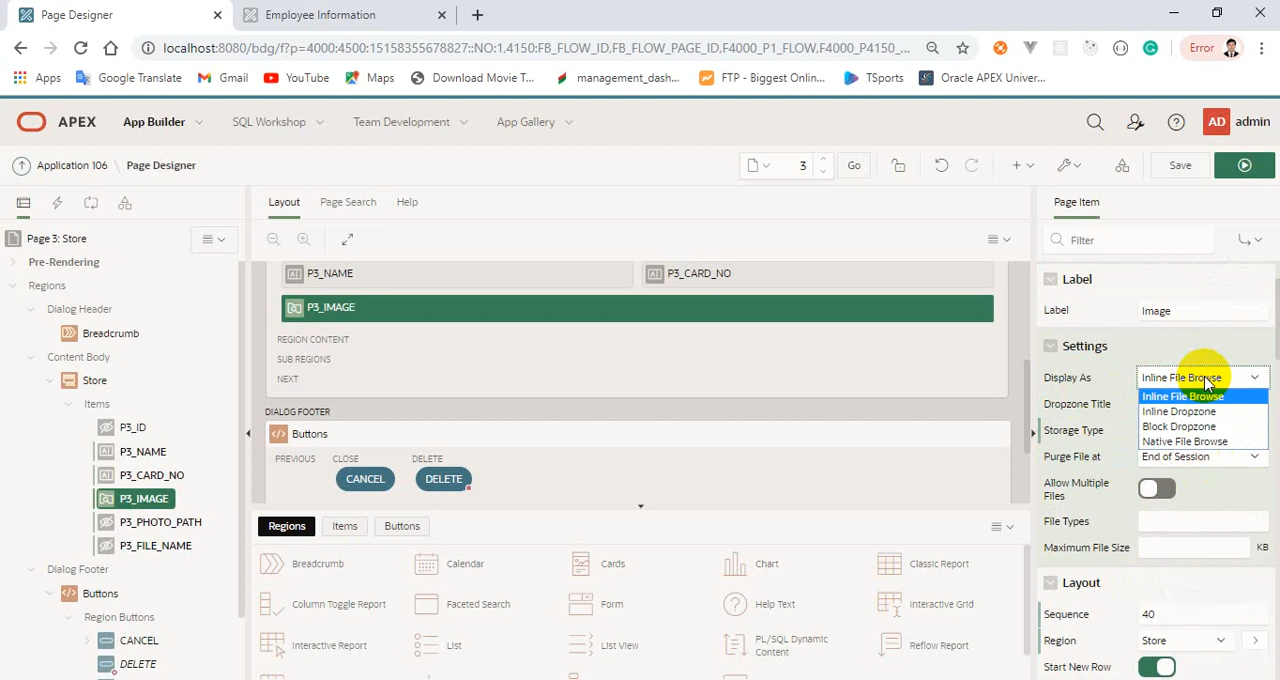 Page Designer
Employee Information
localhost:8080/bdg/f?p=4000:4500:15158355678827::NO:1,4150:FB_FLOW_ID,FB_FLOW_PAGE_ID,F4000_P1_FLOW,F4000_P4150_...
Error
Apps
Google Translate
Gmail
YouTube
Maps
Download Movie T...
management_dash...
FTP - Biggest Onlin...
TSports
Oracle APEX Univer...
APEX
App Builder
SQL Workshop
Team Development
App Gallery
AD
admin
Application 106
Page Designer
3
Go
Save
Layout
Page Search
Help
Page Item
Page 3: Store
Filter
Pre-Rendering
Regions
Dialog Header
Breadcrumb
Content Body
Store
Items
P3_ID
P3_NAME
P3_CARD_NO
P3_IMAGE
P3_PHOTO_PATH
P3_FILE_NAME
Dialog Footer
Buttons
Region Buttons
CANCEL
DELETE
P3_NAME
P3_CARD_NO
P3_IMAGE
REGION CONTENT
SUB REGIONS
NEXT
DIALOG FOOTER
Buttons
PREVIOUS
CLOSE
DELETE
CANCEL
DELETE
Regions
Items
Buttons
Breadcrumb
Calendar
Cards
Chart
Classic Report
Column Toggle Report
Faceted Search
Form
Help Text
Interactive Grid
Interactive Report
List
List View
PL/SQL Dynamic
Content
Reflow Report
Label
Label
Image
Settings
Display As
Inline File Browse
Inline File Browse
Dropzone Title
Inline Dropzone
Block Dropzone
Storage Type
Native File Browse
Purge File at
End of Session
Allow Multiple
Files
File Types
Maximum File Size
KB
Layout
Sequence
40
Region
Store
Start New Row